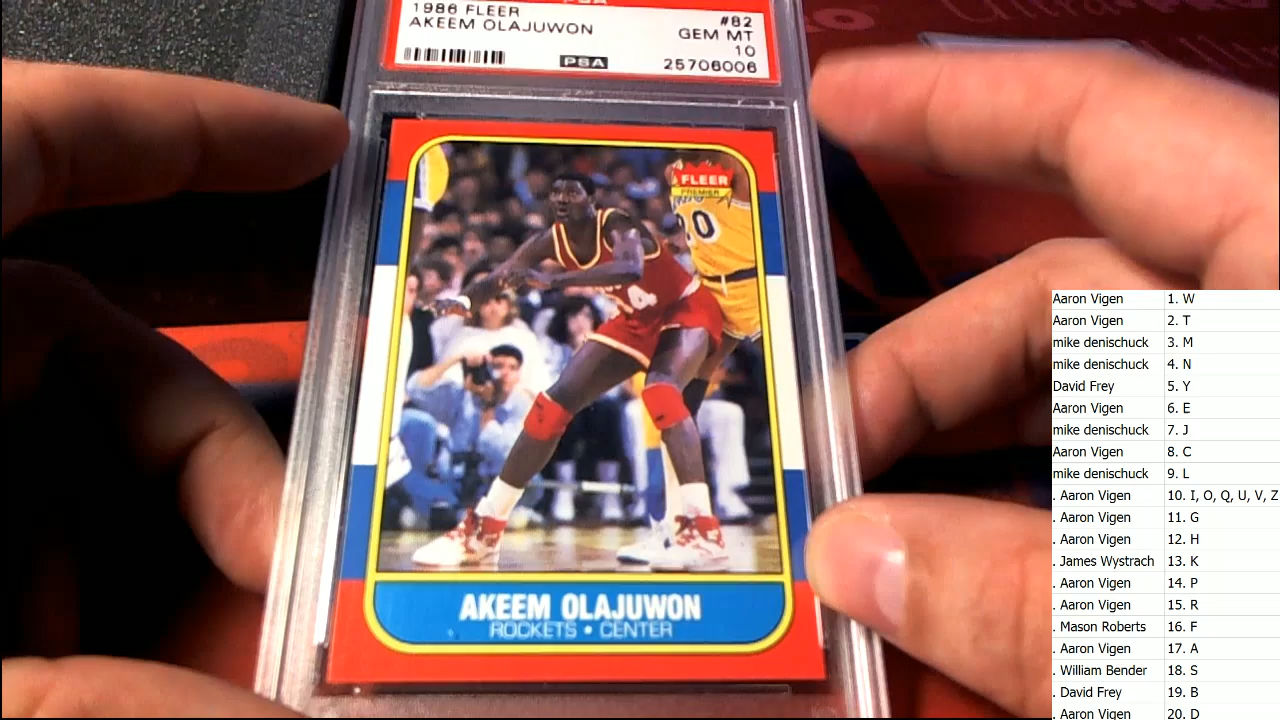 1986 FLEER #82
AKEEM OLAJUWON GEM MT
10
PSA 25706006
FLEER
PREMIER
AKEEM OLAJUWON
ROCKETS • CENTER
Aaron Vigen 1. W
Aaron Vigen 2. T
mike denischuck 3. M
mike denischuck 4. N
David Frey 5. Y
Aaron Vigen 6. E
mike denischuck 7. J
Aaron Vigen 8. C
mike denischuck 9. L
. Aaron Vigen 10. I, O, Q, U, V, Z
. Aaron Vigen 11. G
. Aaron Vigen 12. H
. James Wystrach 13. K
. Aaron Vigen 14. P
. Aaron Vigen 15. R
. Mason Roberts 16. F
. Aaron Vigen 17. A
. William Bender 18. S
. David Frey 19. B
. Aaron Vigen 20. D